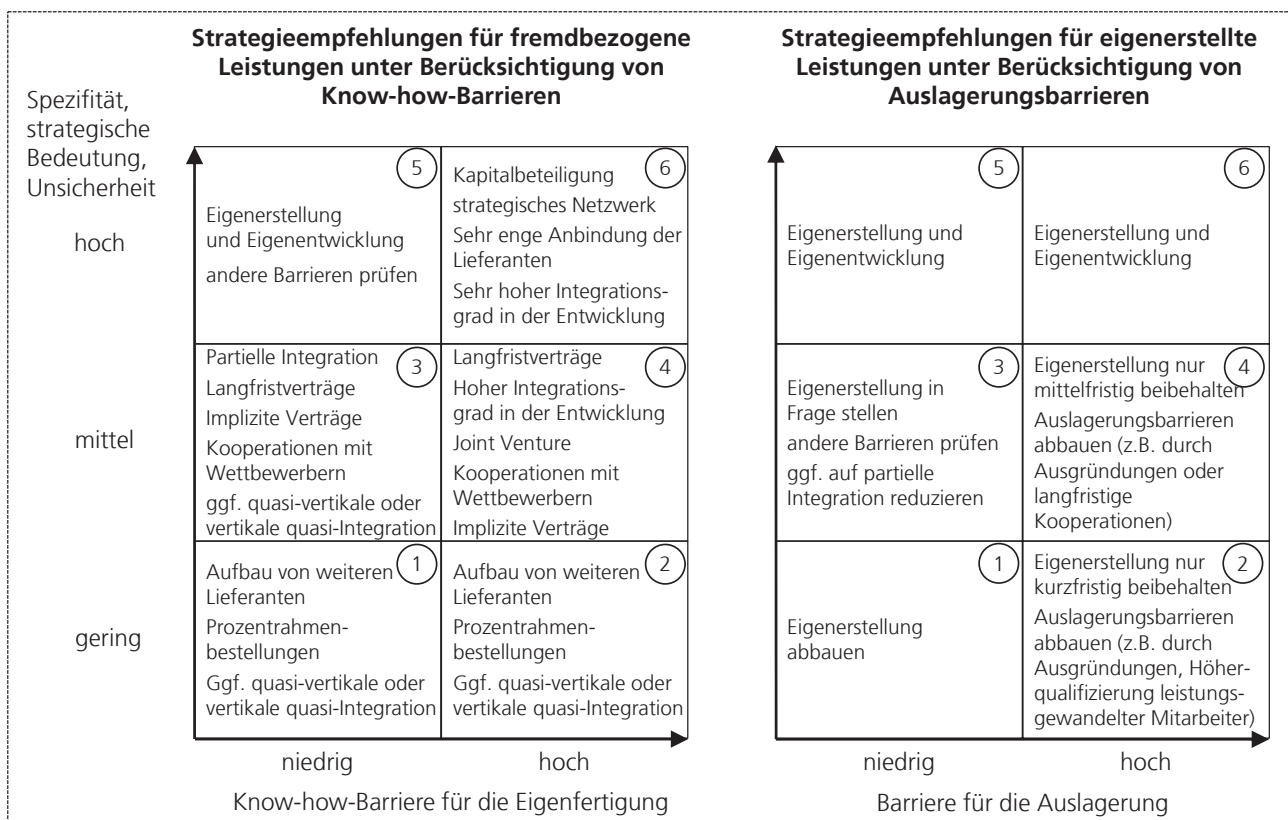 Strategieempfehlungen für fremdbezogene
Leistungen unter Berücksichtigung von
Know-how-Barrieren
Strategieempfehlungen für eigenerstellte
Leistungen unter Berücksichtigung von
Auslagerungsbarrieren
Spezifität,
strategische
Bedeutung,
Unsicherheit
hoch
5
Eigenerstellung
und Eigenentwicklung
andere Barrieren prüfen
6
Kapitalbeteiligung
strategisches Netzwerk
Sehr enge Anbindung der
Lieferanten
Sehr hoher Integrations-
grad in der Entwicklung
5
Eigenerstellung und
Eigenentwicklung
6
Eigenerstellung und
Eigenentwicklung
mittel
Partielle Integration
3
Langfristverträge
Implizite Verträge
Kooperationen mit
Wettbewerbern
ggf. quasi-vertikale oder
vertikale quasi-Integration
Langfristverträge
4
Hoher Integrations-
grad in der Entwicklung
Joint Venture
Kooperationen mit
Wettbewerbern
Implizite Verträge
3
Eigenerstellung in
Frage stellen
andere Barrieren prüfen
ggf. auf partielle
Integration reduzieren
Eigenerstellung nur
4
mittelfristig beibehalten
Auslagerungsbarrieren
abbauen (z.B. durch
Ausgründungen oder
langfristige
Kooperationen)
gering
1
Aufbau von weiteren
Lieferanten
Prozentrahmen-
bestellungen
Ggf. quasi-vertikale oder
vertikale quasi-Integration
2
Aufbau von weiteren
Lieferanten
Prozentrahmen-
bestellungen
Ggf. quasi-vertikale oder
vertikale quasi-Integration
1
Eigenerstellung
abbauen
Eigenerstellung nur
2
kurzfristig beibehalten
Auslagerungsbarrieren
abbauen (z.B. durch
Ausgründungen, Höher-
qualifizierung leistungs-
gewandelter Mitarbeiter)
niedrig
hoch
Know-how-Barriere für die Eigenfertigung
niedrig
hoch
Barriere für die Auslagerung